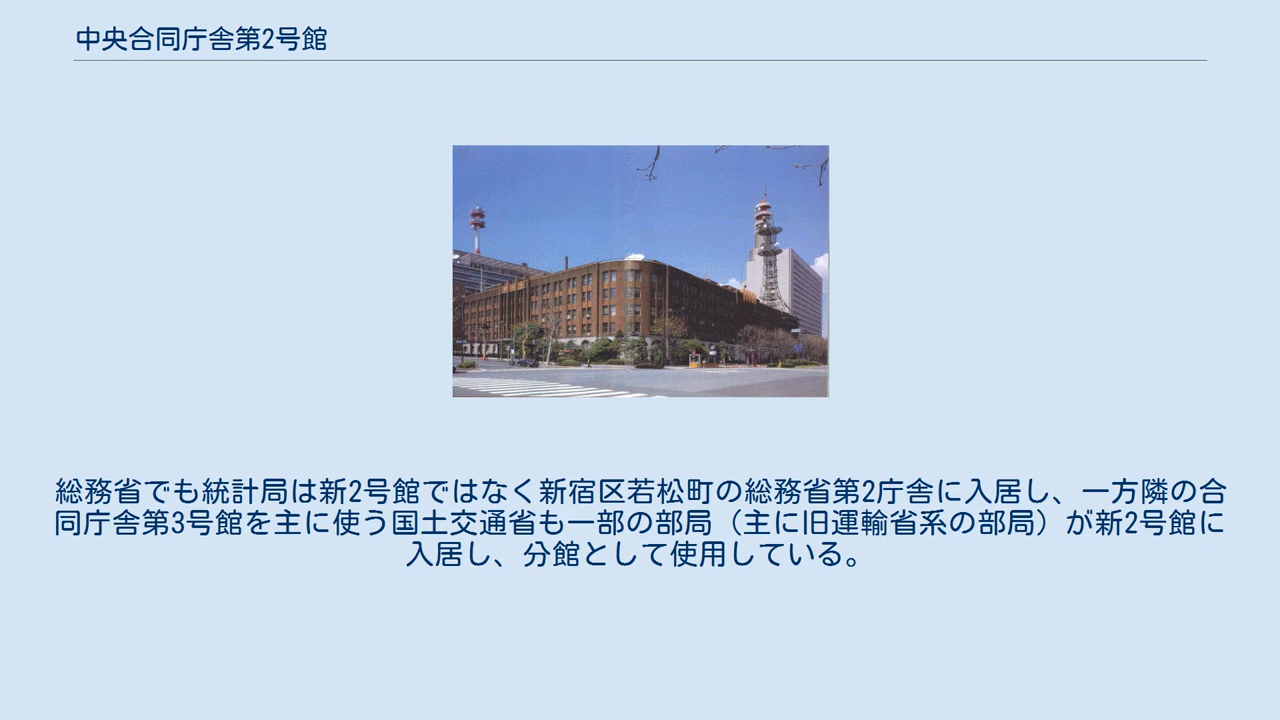 中央合同庁舎第2号館
総務省でも統計局は新2号館ではなく新宿区若松町の総務省第2庁舎に入居し、一方隣の合
同庁舎第3号館を主に使う国土交通省も一部の部局（主に旧運輸省系の部局）が新2号館に
入居し、分館として使用している。